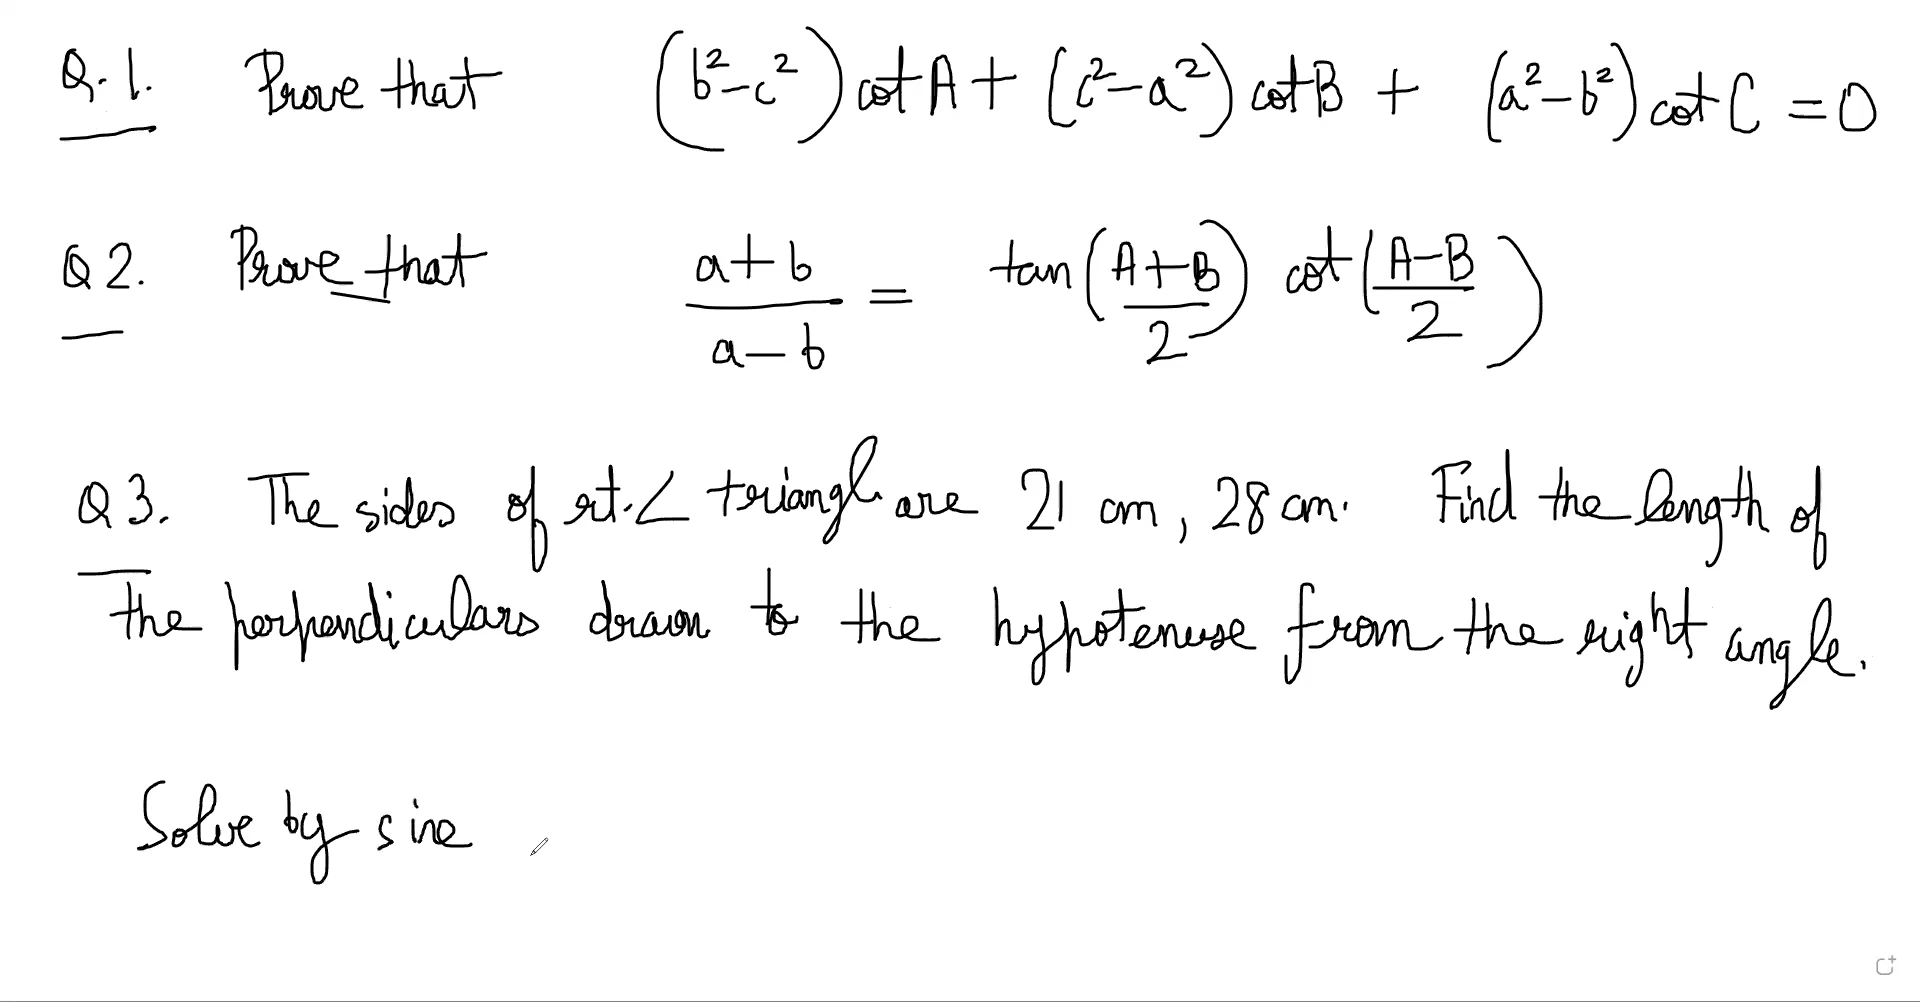 Q.1. Prove that (b²-c²) cot A + (c²-a²) cot B + (a²-b²) cot C = 0
Q 2. Prove that a+b/a-b = tan(A+B/2) cot(A-B/2)
Q 3. The sides of rt.∠ triangle are 21 cm, 28 cm. Find the length of
the perpendiculars drawn to the hypotenuse from the right angle.
Solve by sine